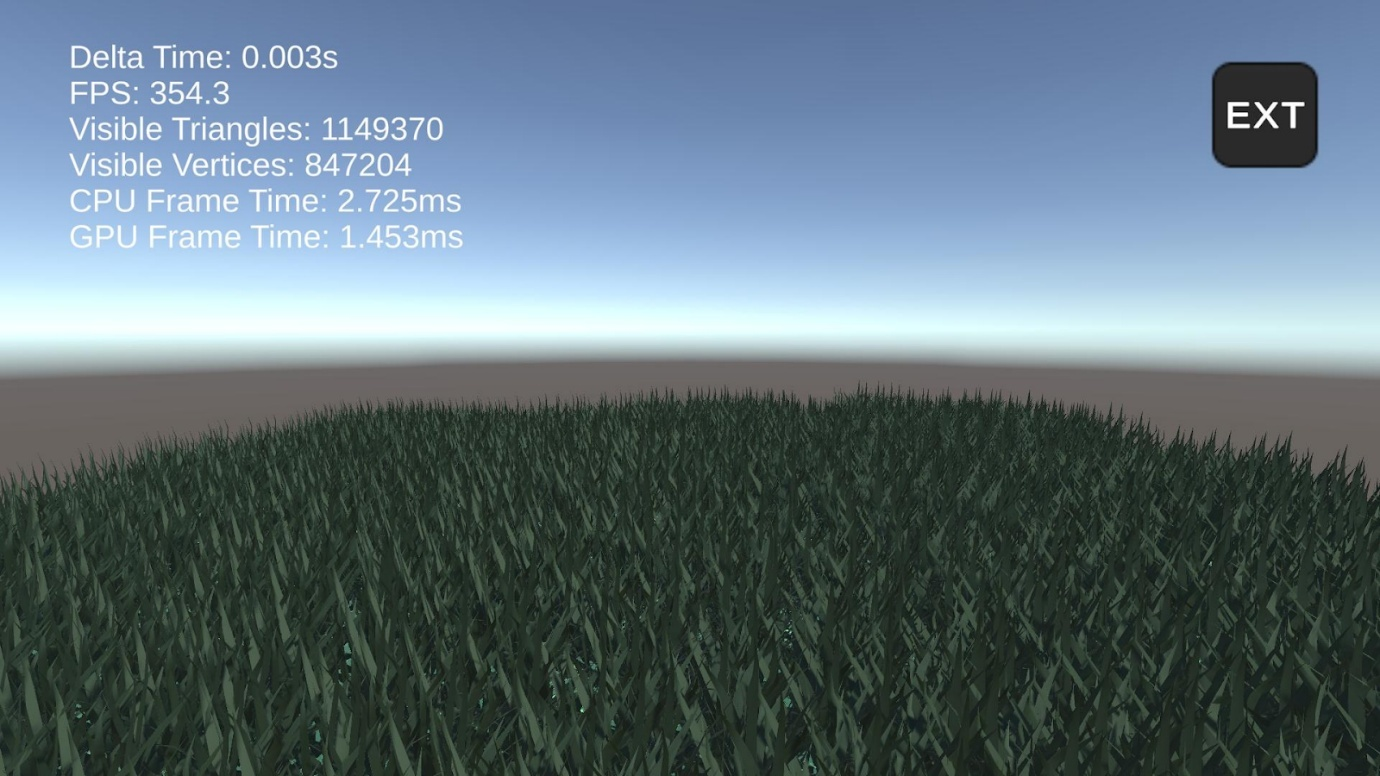 Delta Time: 0.003s
FPS: 354.3
Visible Triangles: 1149370
Visible Vertices: 847204
CPU Frame Time: 2.725ms
GPU Frame Time: 1.453ms
EXT